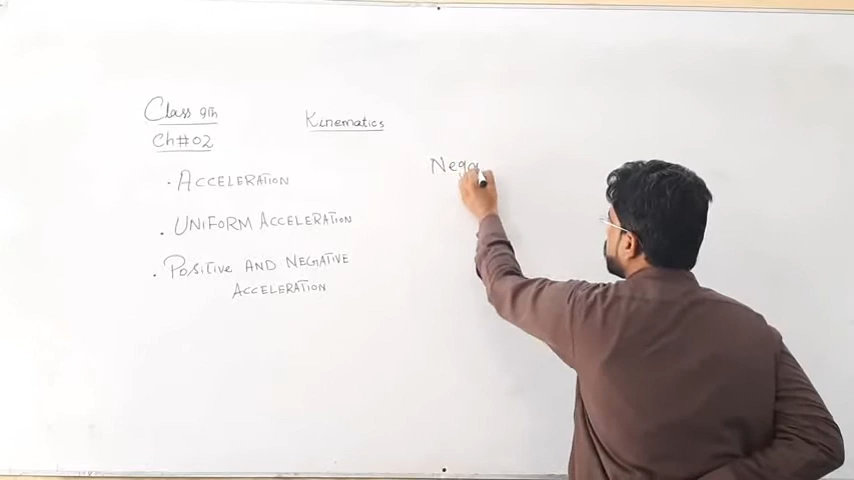 Class 9th
Ch#02
Kinematics
· ACCELERATION
· UNIFORM ACCELERATION
· POSITIVE AND NEGATIVE
ACCELERATION
Nega